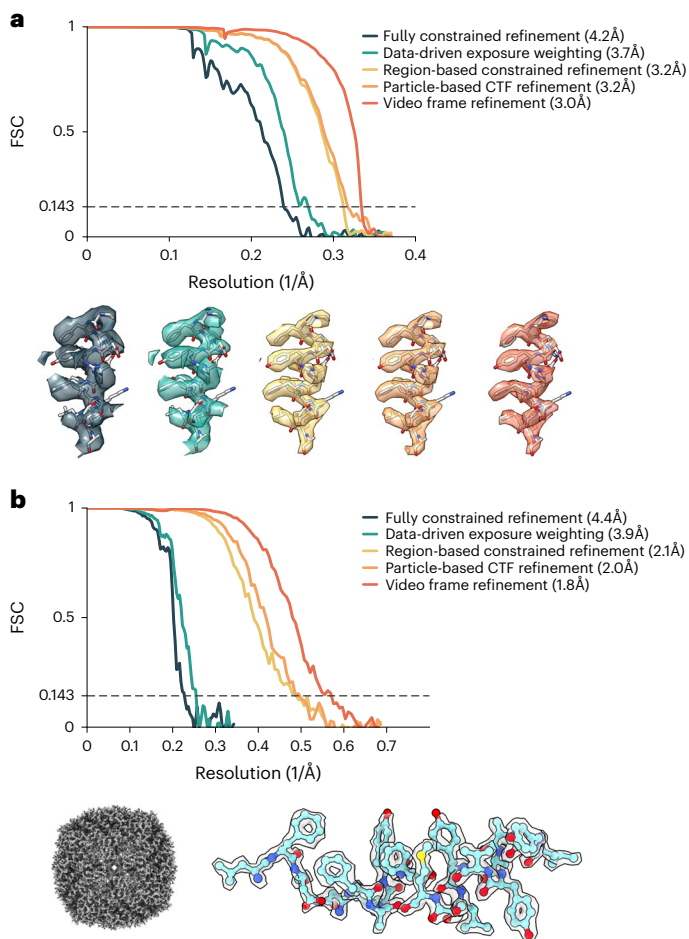 a
1
0.5
0.143
0
FSC
0
0.1
0.2
0.3
0.4
Resolution (1/Å)
Fully constrained refinement (4.2Å)
Data-driven exposure weighting (3.7Å)
Region-based constrained refinement (3.2Å)
Particle-based CTF refinement (3.2Å)
Video frame refinement (3.0Å)
b
1
0.5
0.143
0
FSC
0
0.1
0.2
0.3
0.4
0.5
0.6
0.7
Resolution (1/Å)
Fully constrained refinement (4.4Å)
Data-driven exposure weighting (3.9Å)
Region-based constrained refinement (2.1Å)
Particle-based CTF refinement (2.0Å)
Video frame refinement (1.8Å)